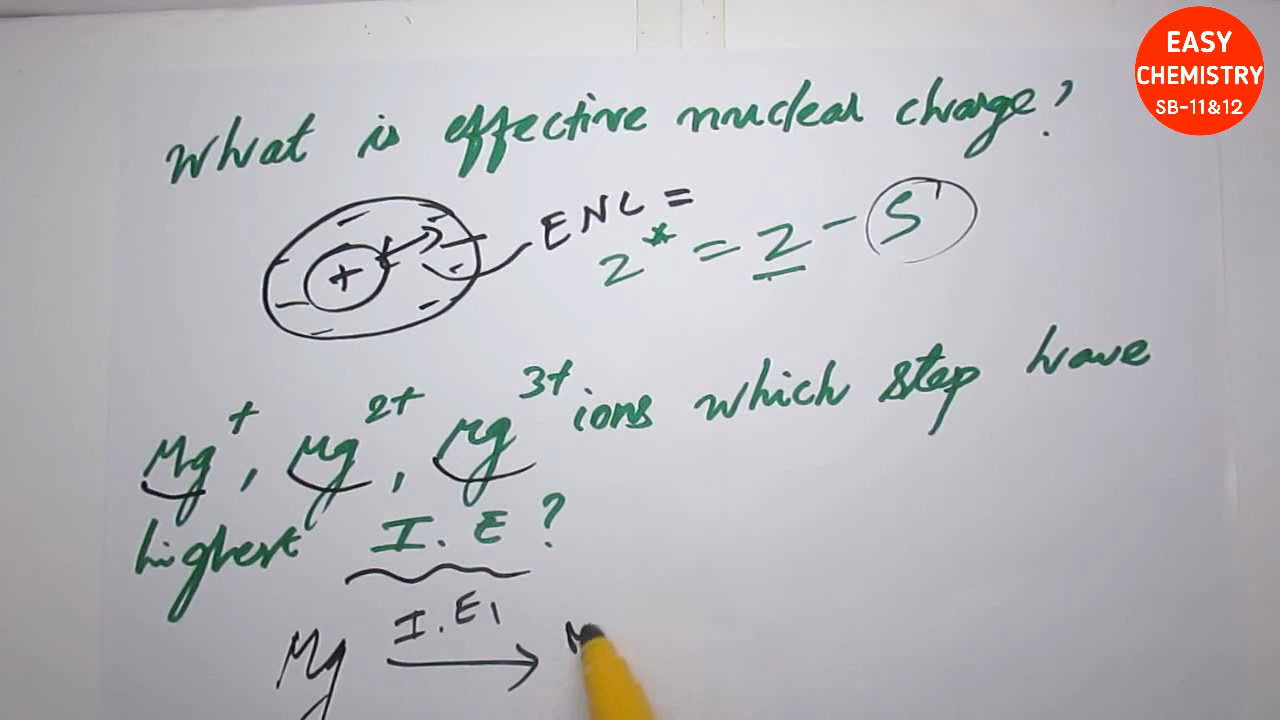 EASY
CHEMISTRY
SB-11&12
What is effective nuclear charge?
+ ENC =
Z* = Z - S
Mg+, Mg2+, Mg3+ ions which step have
highest I.E?
Mg I.E1